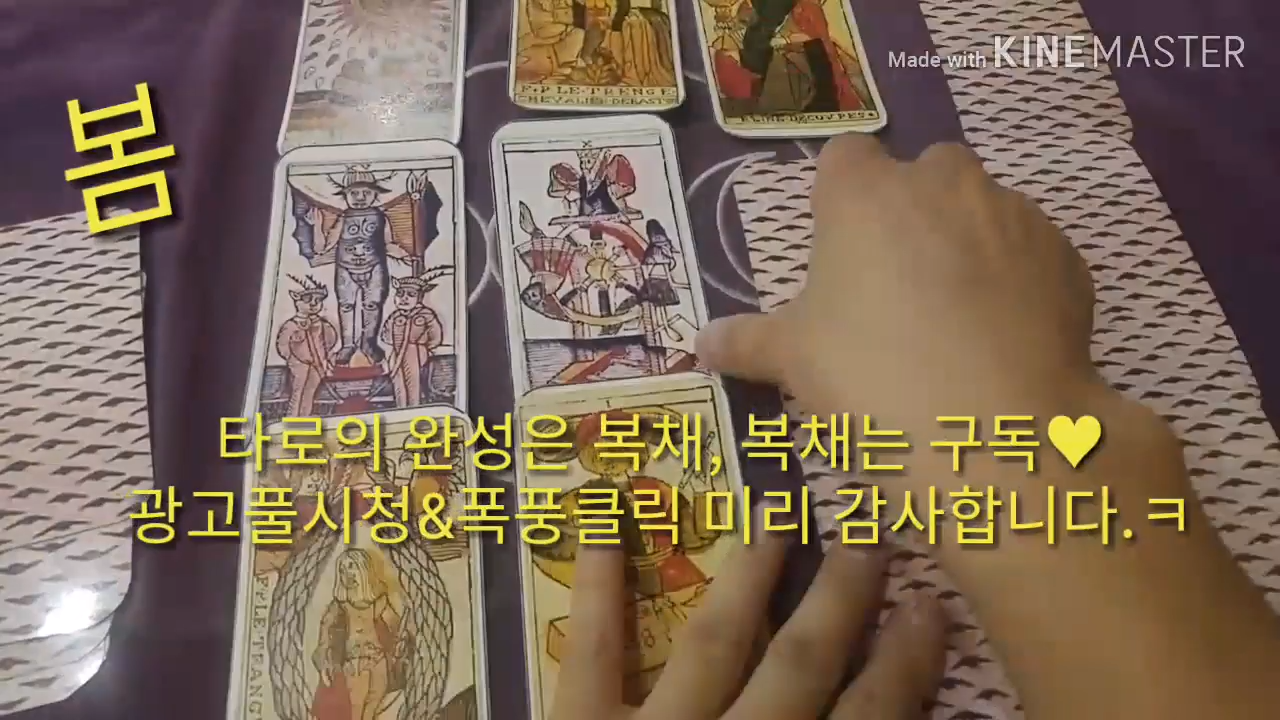 Made with KINEMASTER
봄
XV
X
I
타로의 완성은 복채, 복채는 구독♥
광고풀시청&폭풍클릭 미리 감사합니다.ㅋ